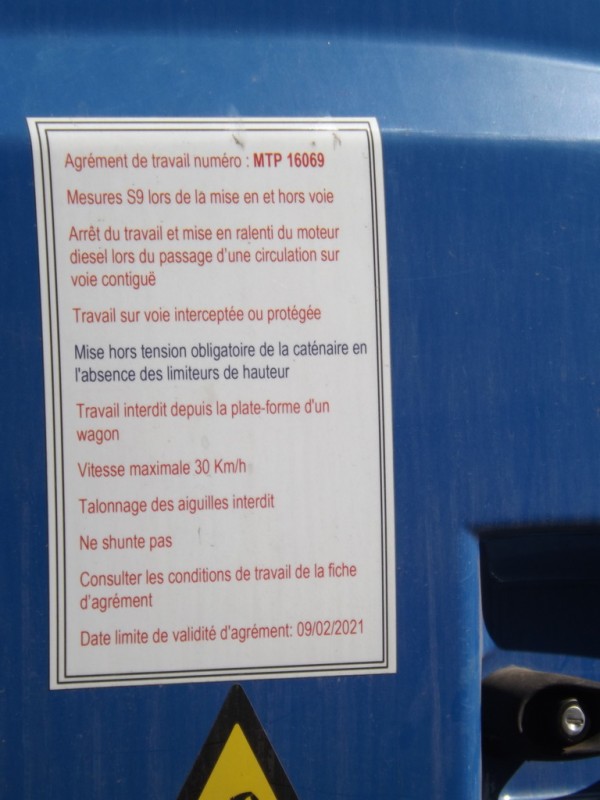 Agrément de travail numéro : MTP 16069
Mesures S9 lors de la mise en et hors voie
Arrêt du travail et mise en ralenti du moteur
diesel lors du passage d'une circulation sur
voie contiguë
Travail sur voie interceptée ou protégée
Mise hors tension obligatoire de la caténaire en
l'absence des limiteurs de hauteur
Travail interdit depuis la plate-forme d'un
wagon
Vitesse maximale 30 Km/h
Talonnage des aiguilles interdit
Ne shunte pas
Consulter les conditions de travail de la fiche
d'agrément
Date limite de validité d'agrément: 09/02/2021